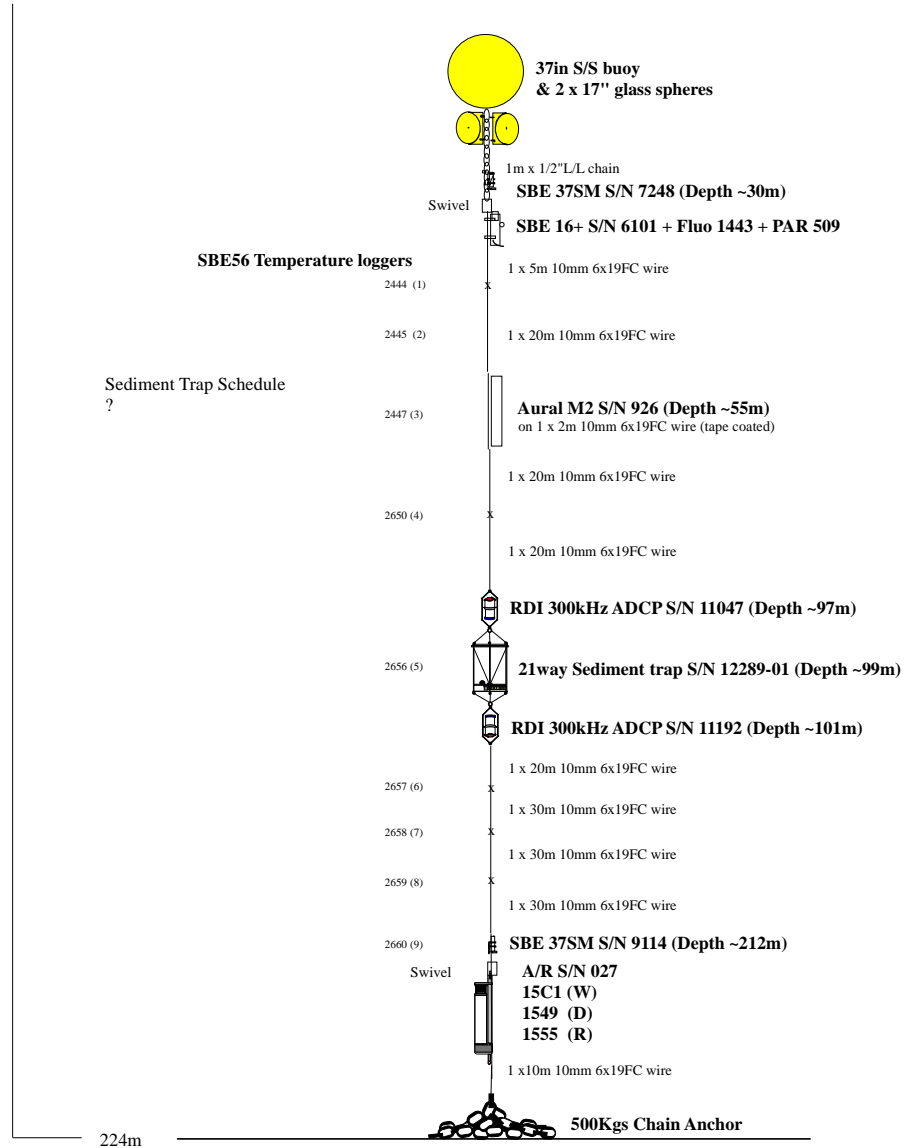 37in S/S buoy
& 2 x 17" glass spheres
1m x 1/2"L/L chain
SBE 37SM S/N 7248 (Depth ~30m)
Swivel
SBE 16+ S/N 6101 + Fluo 1443 + PAR 509
SBE56 Temperature loggers
1 x 5m 10mm 6x19FC wire
2444 (1)
x
2445 (2)
1 x 20m 10mm 6x19FC wire
Sediment Trap Schedule
?
2447 (3)
Aural M2 S/N 926 (Depth ~55m)
on 1 x 2m 10mm 6x19FC wire (tape coated)
1 x 20m 10mm 6x19FC wire
2650 (4)
x
1 x 20m 10mm 6x19FC wire
RDI 300kHz ADCP S/N 11047 (Depth ~97m)
2656 (5)
21way Sediment trap S/N 12289-01 (Depth ~99m)
RDI 300kHz ADCP S/N 11192 (Depth ~101m)
1 x 20m 10mm 6x19FC wire
2657 (6)
x
1 x 30m 10mm 6x19FC wire
2658 (7)
x
1 x 30m 10mm 6x19FC wire
2659 (8)
x
1 x 30m 10mm 6x19FC wire
2660 (9)
SBE 37SM S/N 9114 (Depth ~212m)
Swivel
A/R S/N 027
15C1 (W)
1549 (D)
1555 (R)
1 x10m 10mm 6x19FC wire
500Kgs Chain Anchor
224m